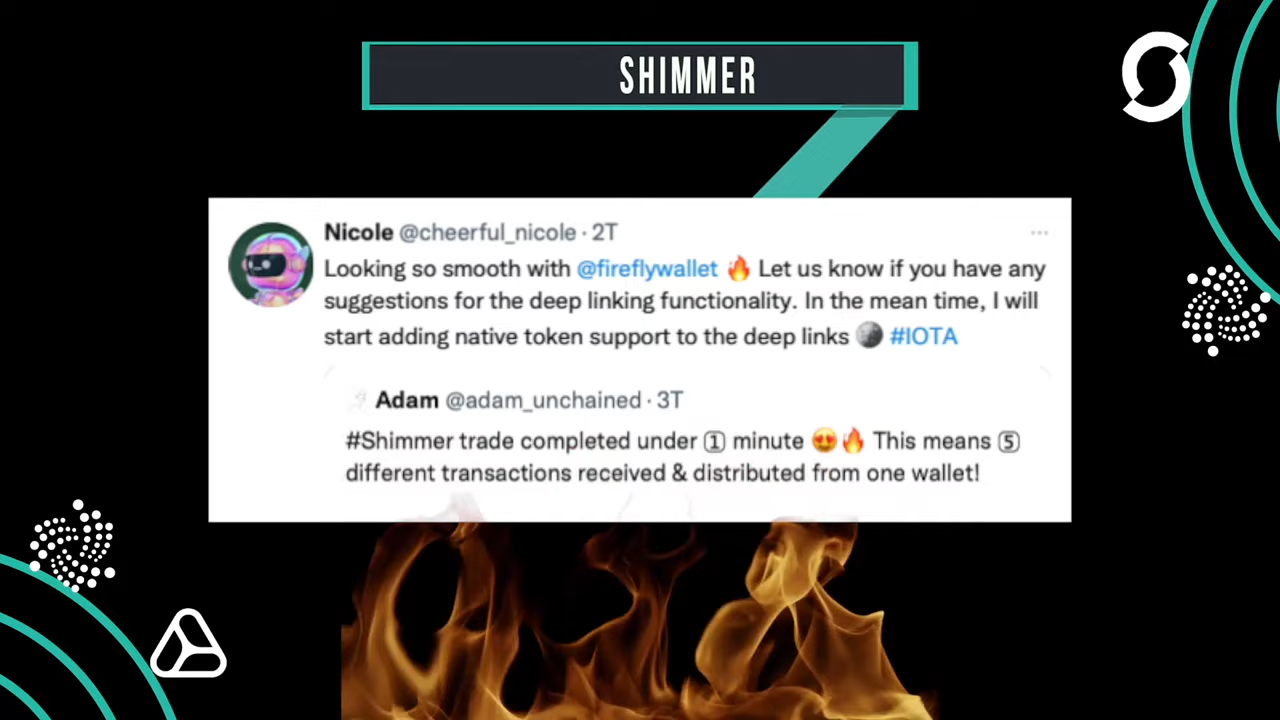 SHIMMER
Nicole @cheerful_nicole · 2T
Looking so smooth with @fireflywallet 🔥 Let us know if you have any
suggestions for the deep linking functionality. In the mean time, I will
start adding native token support to the deep links 🌑 #IOTA
Adam @adam_unchained · 3T
#Shimmer trade completed under 1️⃣ minute 😍🔥 This means 5️⃣
different transactions received & distributed from one wallet!